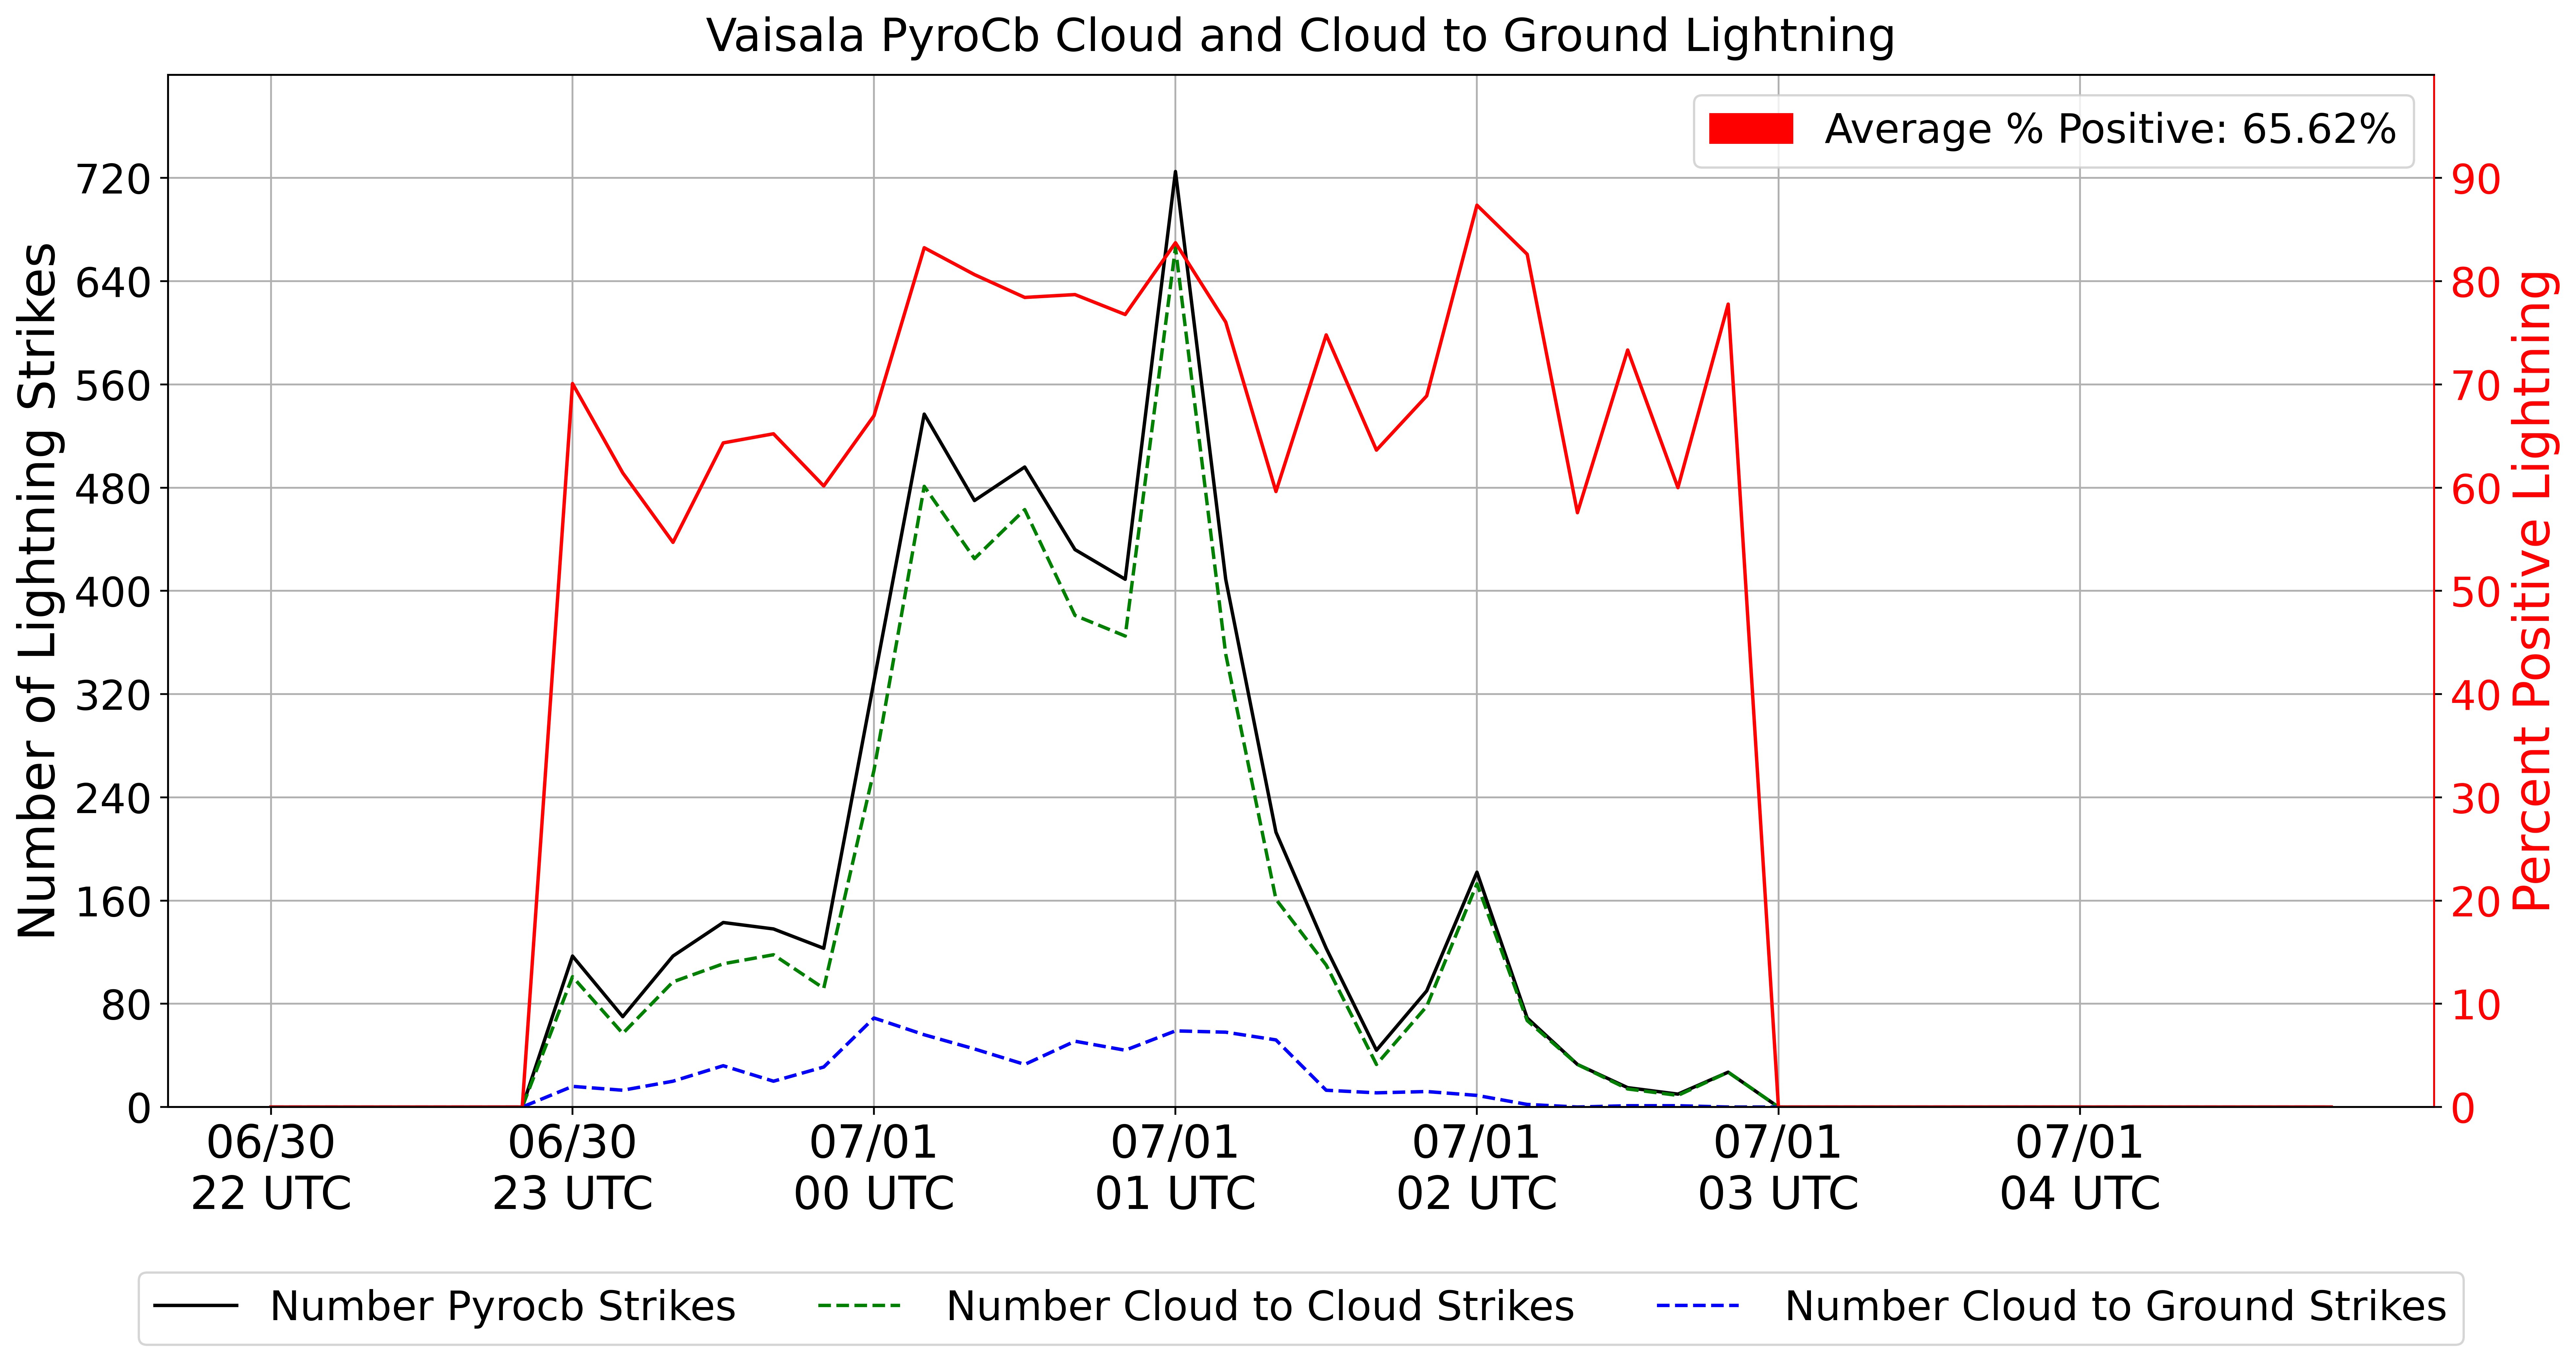 Vaisala PyroCb Cloud and Cloud to Ground Lightning
Average % Positive: 65.62%
Number of Lightning Strikes
720
640
560
480
400
320
240
160
80
0
90
80
70
60
50
40
30
20
10
0
Percent Positive Lightning
06/30
22 UTC
06/30
23 UTC
07/01
00 UTC
07/01
01 UTC
07/01
02 UTC
07/01
03 UTC
07/01
04 UTC
Number Pyrocb Strikes
Number Cloud to Cloud Strikes
Number Cloud to Ground Strikes